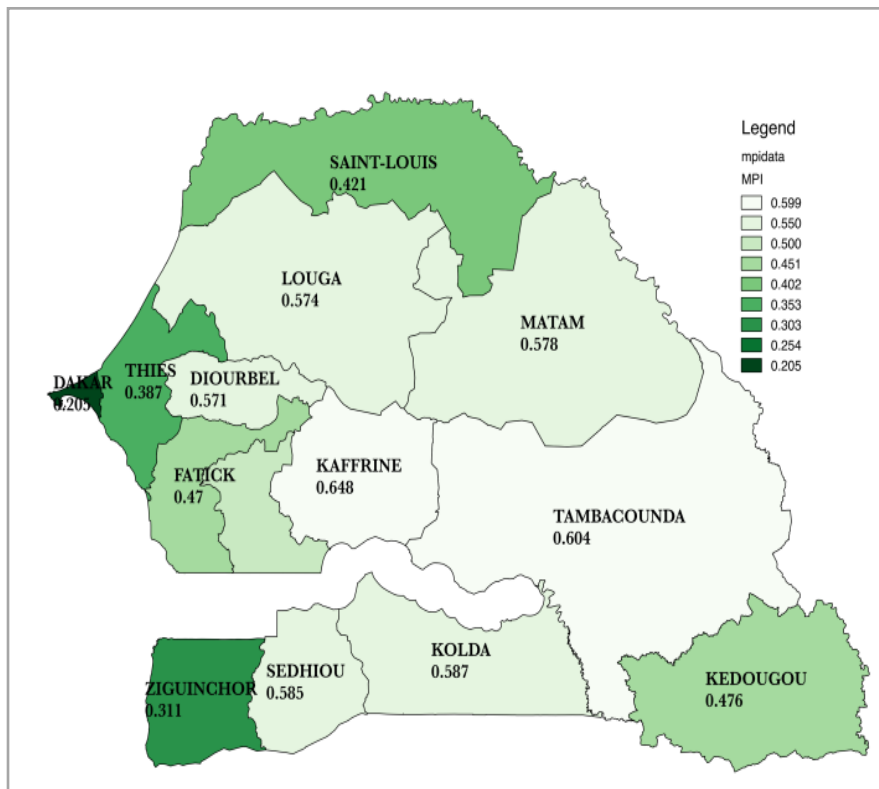 SAINT-LOUIS
0.421
LOUGA
0.574
MATAM
0.578
DAKAR
0.205
THIES
0.387
DIOURBEL
0.571
FATICK
0.47
KAFFRINE
0.648
TAMBACOUNDA
0.604
ZIGUINCHOR
0.311
SEDHIOU
0.585
KOLDA
0.587
KEDOUGOU
0.476
Legend
mpidata
MPI
0.599
0.550
0.500
0.451
0.402
0.353
0.303
0.254
0.205